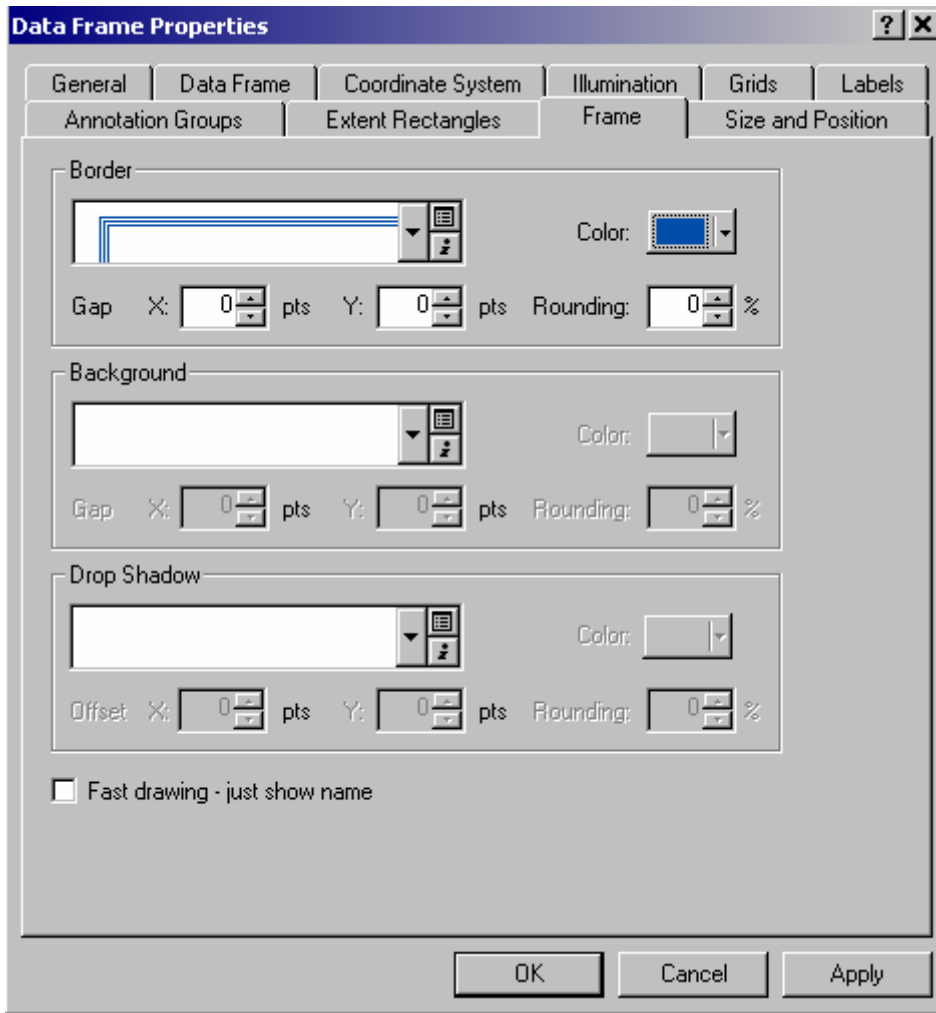 Data Frame Properties
General Data Frame Coordinate System Illumination Grids Labels
Annotation Groups Extent Rectangles Frame Size and Position
Border
Color:
Gap X: 0 pts Y: 0 pts Rounding: 0 %
Background
Color:
Gap X: 0 pts Y: 0 pts Rounding: 0 %
Drop Shadow
Color:
Offset X: 0 pts Y: 0 pts Rounding: 0 %
Fast drawing - just show name
OK Cancel Apply